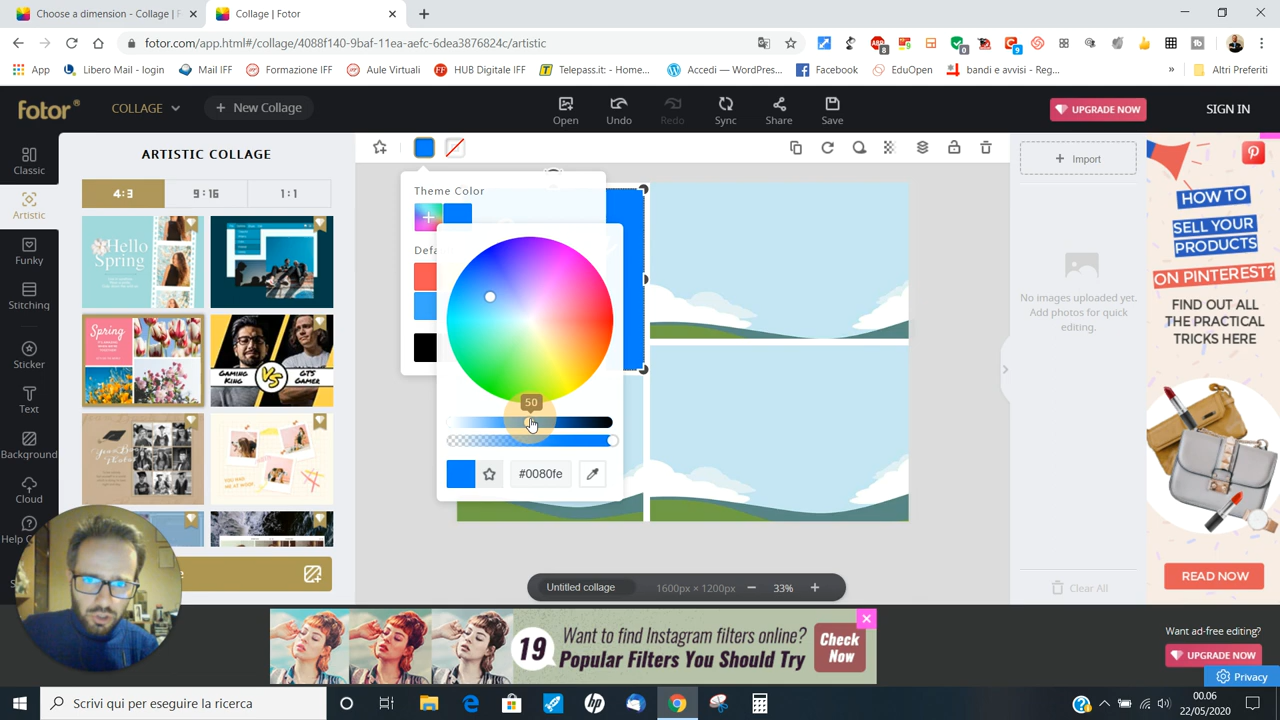 Choose a dimension - Collage | F
Collage | Fotor
fotor.com/app.html#/collage/408f8f140-9baf-11ea-aefc-6dea3876824c/artistic
App
Libero Mail - login
Mail IFF
Formazione IFF
Aule Virtuali
HUB Digitale IFF
Telepass.it: - Home...
Accedi — WordPress...
Facebook
EduOpen
bandi e avvisi - Reg...
»
Altri Preferiti
fotor®
COLLAGE
+ New Collage
Open
Undo
Redo
Sync
Share
Save
UPGRADE NOW
SIGN IN
Classic
Artistic
Funky
Stitching
Sticker
Text
Background
Cloud
Help C
ARTISTIC COLLAGE
4:3
9:16
1:1
Hello
Spring
Spring
GAMING
KING
VS
GTS
GAMER
Theme Color
Defa
50
#0080fe
+ Import
No images uploaded yet.
Add photos for quick
editing.
Clear All
Untitled collage
1600px × 1200px
33%
HOW TO
SELL YOUR
PRODUCTS
ON PINTEREST?
FIND OUT ALL
THE PRACTICAL
TRICKS HERE
READ NOW
19
Want to find Instagram filters online?
Popular Filters You Should Try
Check
Now
Want ad-free editing?
UPGRADE NOW
Privacy
Scrivi qui per eseguire la ricerca
00.06
22/05/2020